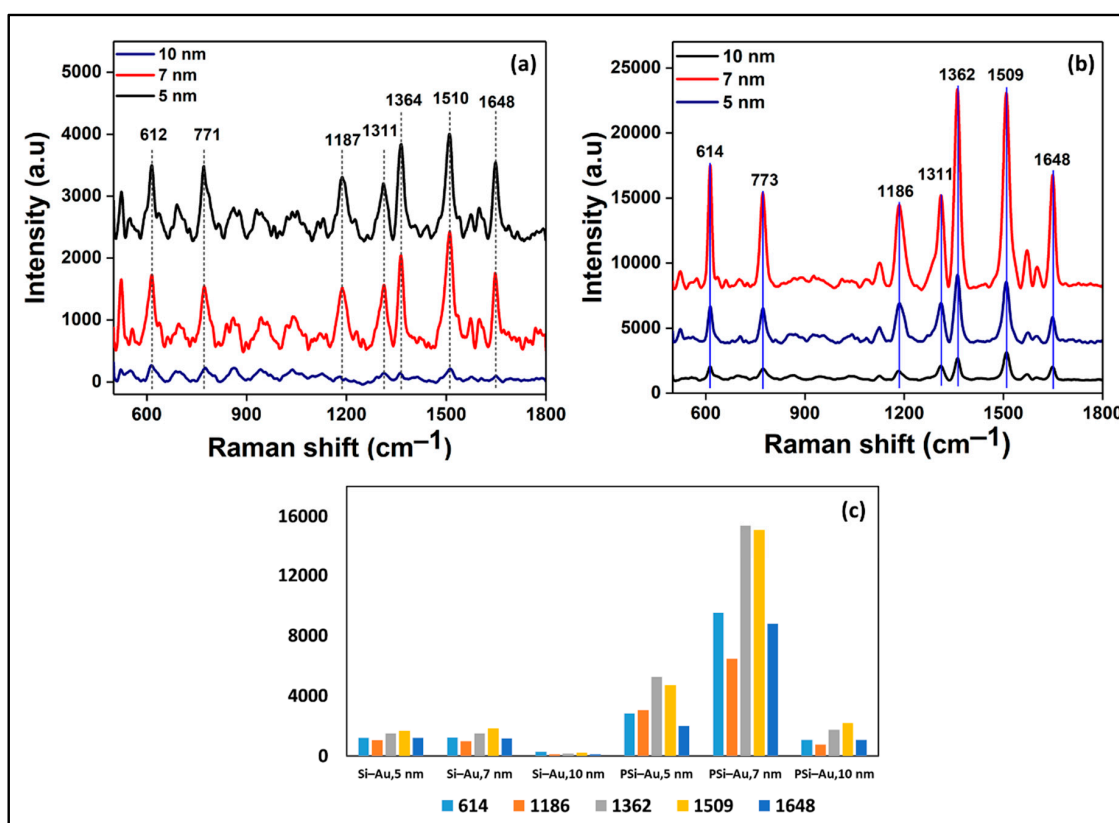 (a)
10 nm
7 nm
5 nm
5000
4000
3000
2000
1000
0
612
771
1187
1311
1364
1510
1648
Intensity (a.u)
600
900
1200
1500
1800
Raman shift (cm−1)
(b)
10 nm
7 nm
5 nm
25000
20000
15000
10000
5000
0
614
773
1186
1311
1362
1509
1648
Intensity (a.u)
600
900
1200
1500
1800
Raman shift (cm−1)
(c)
16000
12000
8000
4000
0
Si–Au,5 nm
Si–Au,7 nm
Si–Au,10 nm
PSi–Au,5 nm
PSi–Au,7 nm
PSi–Au,10 nm
614
1186
1362
1509
1648